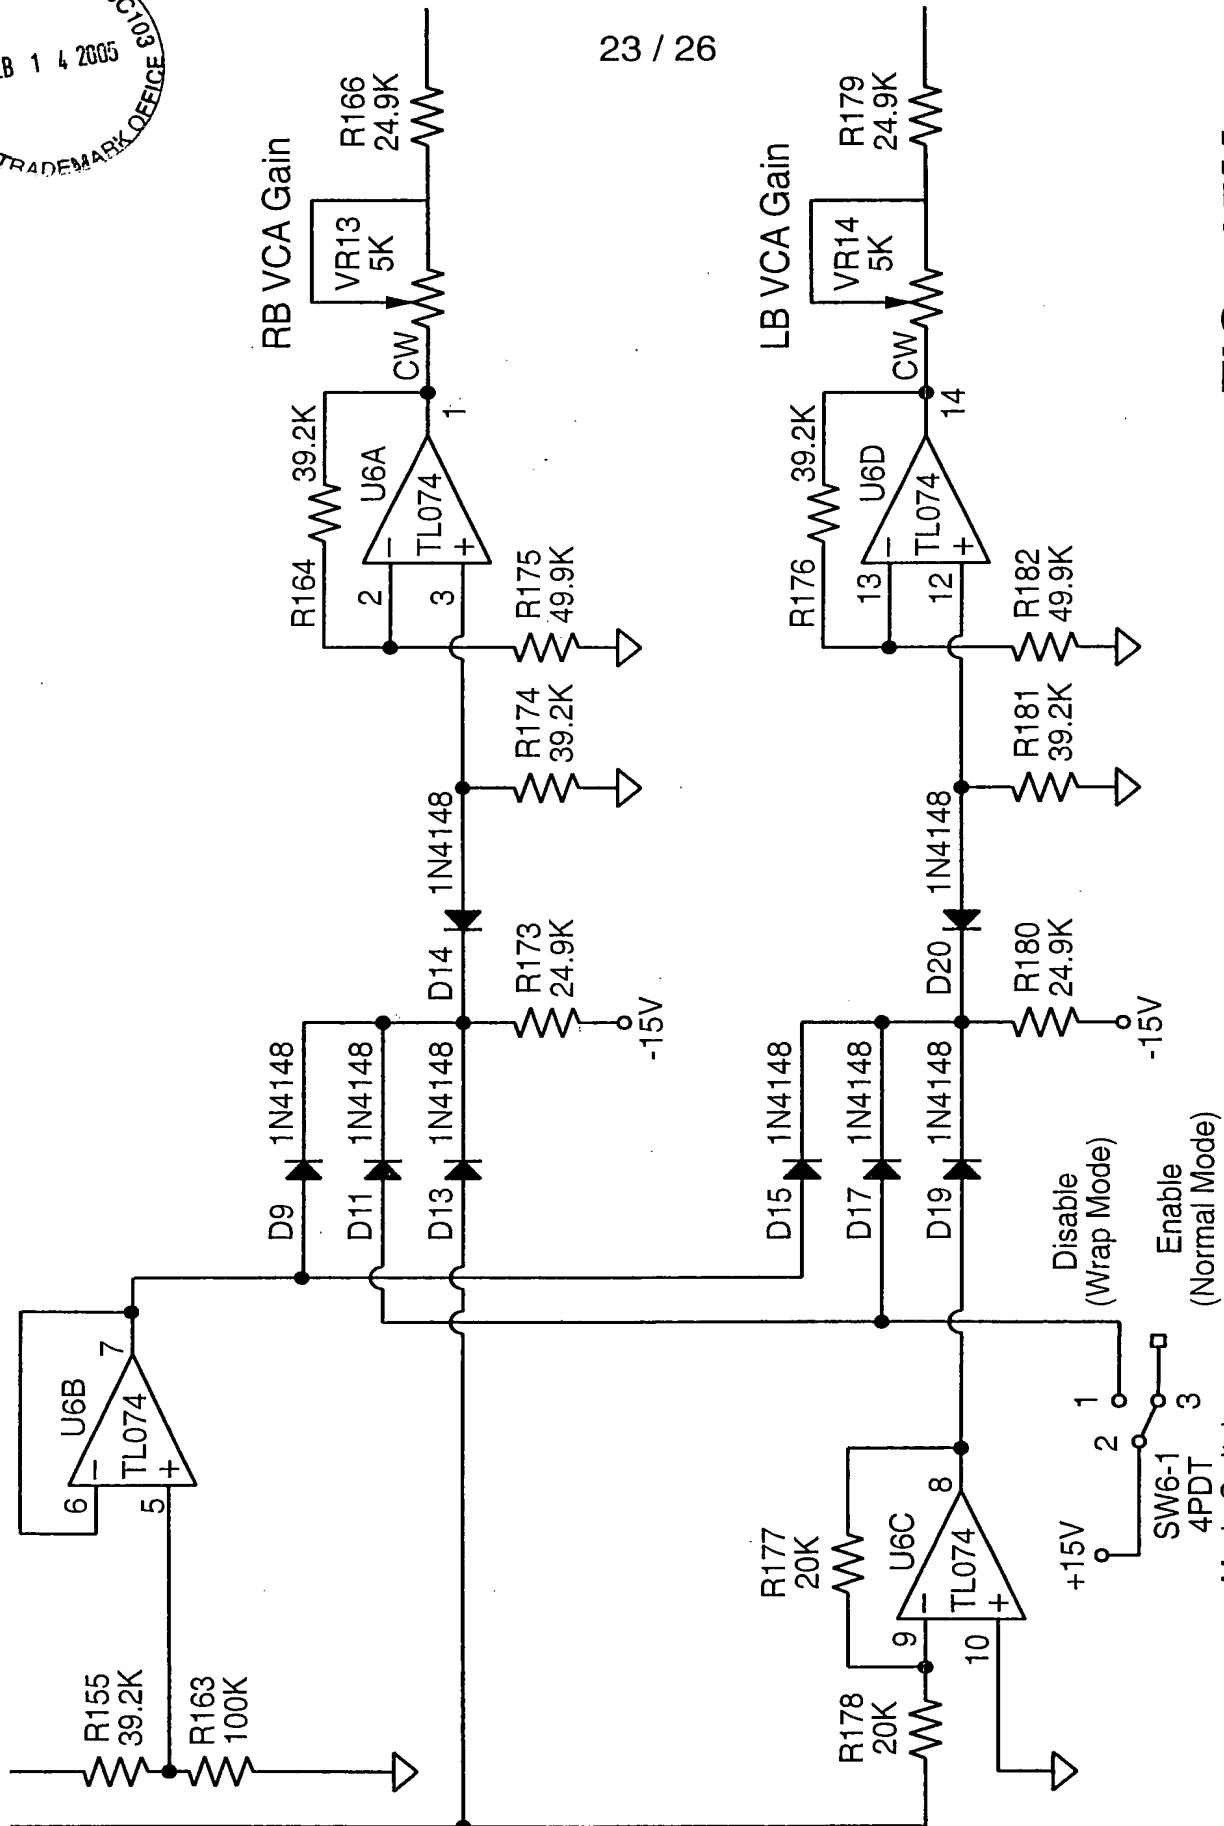 23 / 26
C103
B 1 4 2005
TRADEMARK OFFICE
R166
24.9K
RB VCA Gain
VR13
5K
CW
39.2K
1
U6A
R164
TL074
−
+
2
3
R175
49.9K
R174
39.2K
1N4148
D14
R173
24.9K
-15V
1N4148
1N4148
1N4148
D9
D11
D13
7
U6B
TL074
−
+
6
5
R155
39.2K
R163
100K
R179
24.9K
LB VCA Gain
VR14
5K
CW
39.2K
14
U6D
R176
TL074
−
+
13
12
R182
49.9K
R181
39.2K
1N4148
D20
R180
24.9K
-15V
1N4148
1N4148
1N4148
D15
D17
D19
Disable
(Wrap Mode)
Enable
(Normal Mode)
1
2
3
+15V
SW6-1
4PDT
R177
20K
8
U6C
TL074
−
+
9
10
R178
20K